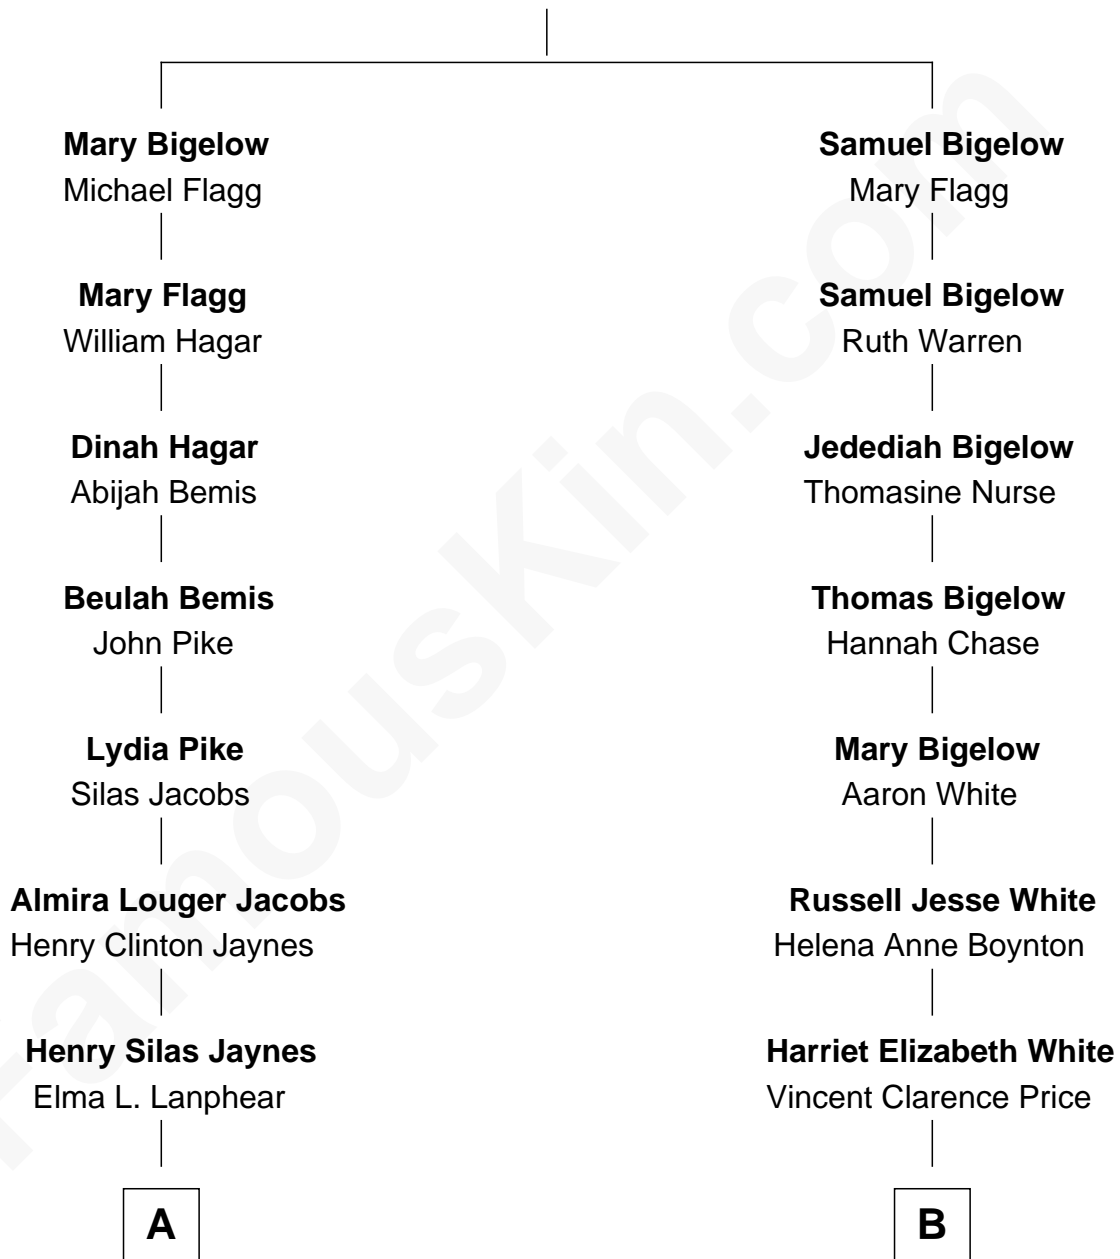 Mary Bigelow
Michael Flagg
Samuel Bigelow
Mary Flagg
Mary Flagg
William Hagar
Samuel Bigelow
Ruth Warren
Dinah Hagar
Abijah Bemis
Jedediah Bigelow
Thomasine Nurse
Beulah Bemis
John Pike
Thomas Bigelow
Hannah Chase
Lydia Pike
Silas Jacobs
Mary Bigelow
Aaron White
Almira Louger Jacobs
Henry Clinton Jaynes
Russell Jesse White
Helena Anne Boynton
Henry Silas Jaynes
Elma L. Lanphear
Harriet Elizabeth White
Vincent Clarence Price
A
B
FamousKin.com